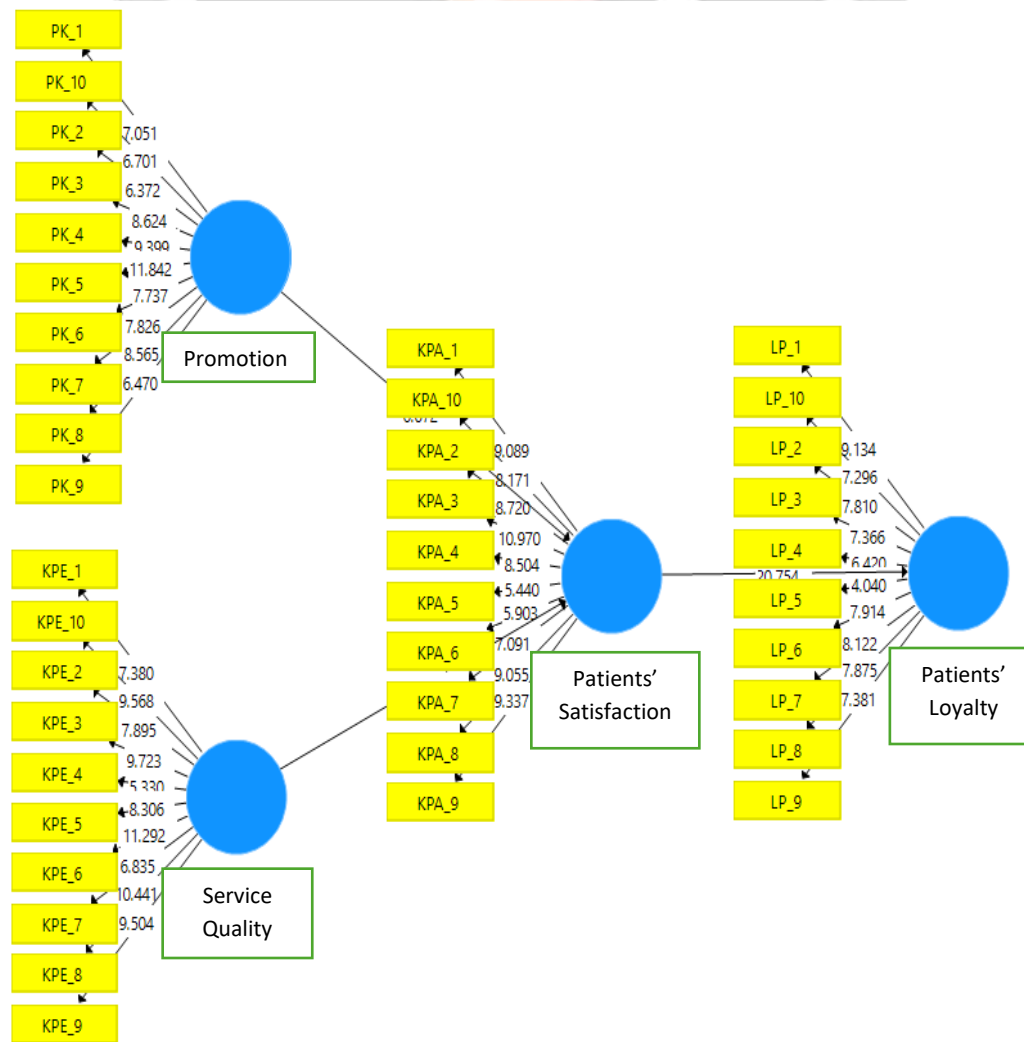 PK_1
PK_10
PK_2
PK_3
PK_4
PK_5
PK_6
PK_7
PK_8
PK_9
7.051
6.701
6.372
8.624
9.399
11.842
7.737
7.826
8.565
6.470
Promotion
KPE_1
KPE_10
KPE_2
KPE_3
KPE_4
KPE_5
KPE_6
KPE_7
KPE_8
KPE_9
7.380
9.568
7.895
9.723
5.330
8.306
11.292
6.835
10.441
9.504
Service
Quality
KPA_1
KPA_10
KPA_2
KPA_3
KPA_4
KPA_5
KPA_6
KPA_7
KPA_8
KPA_9
9.089
8.171
8.720
10.970
8.504
5.440
5.903
7.091
9.055
9.337
Patients’
Satisfaction
20.754
LP_1
LP_10
LP_2
LP_3
LP_4
LP_5
LP_6
LP_7
LP_8
LP_9
9.134
7.296
7.810
7.366
6.420
4.040
7.914
8.122
7.875
7.381
Patients’
Loyalty